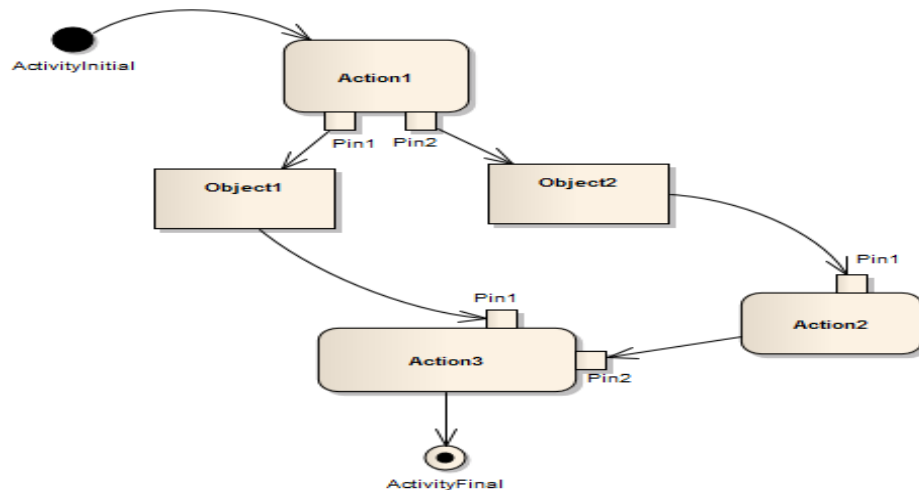 ActivityInitial
Action1
Pin1
Pin2
Object1
Object2
Pin1
Action2
Pin1
Action3
Pin2
ActivityFinal